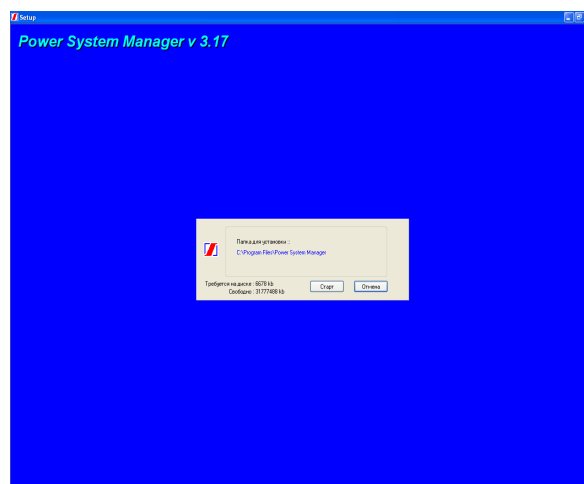 Setup
Power System Manager v 3.17
Папка для установки :
C:\Program Files\Power System Manager
Требуется на диске : 6678 kb
Свободно : 31777488 kb
Старт
Отмена